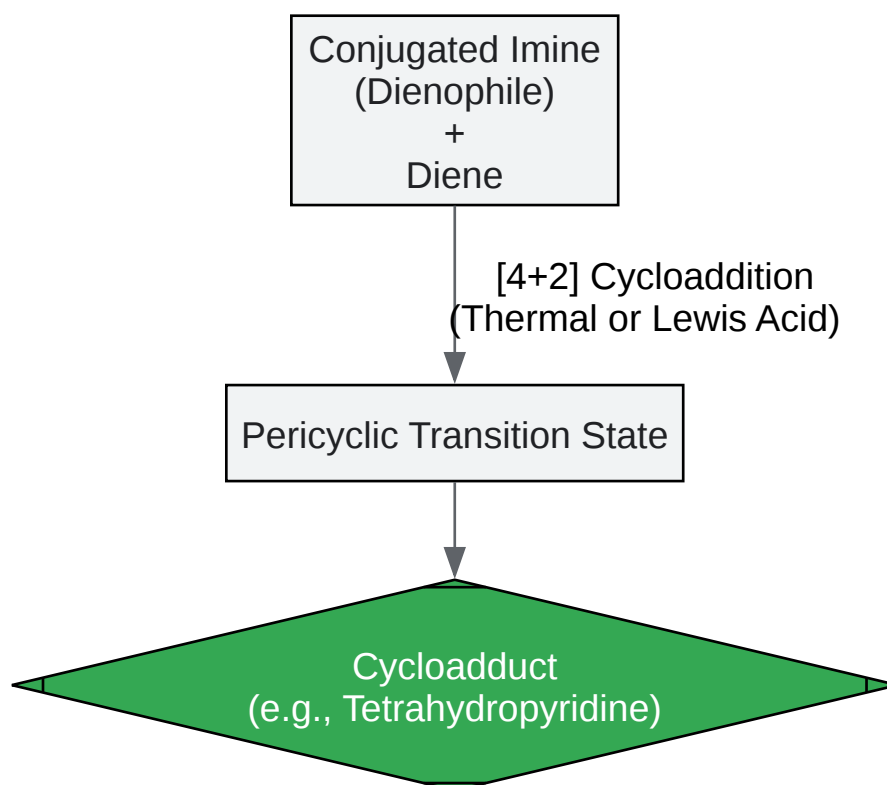 Conjugated Imine
(Dienophile)
+
Diene
[4+2] Cycloaddition
(Thermal or Lewis Acid)
Pericyclic Transition State
Cycloadduct
(e.g., Tetrahydropyridine)